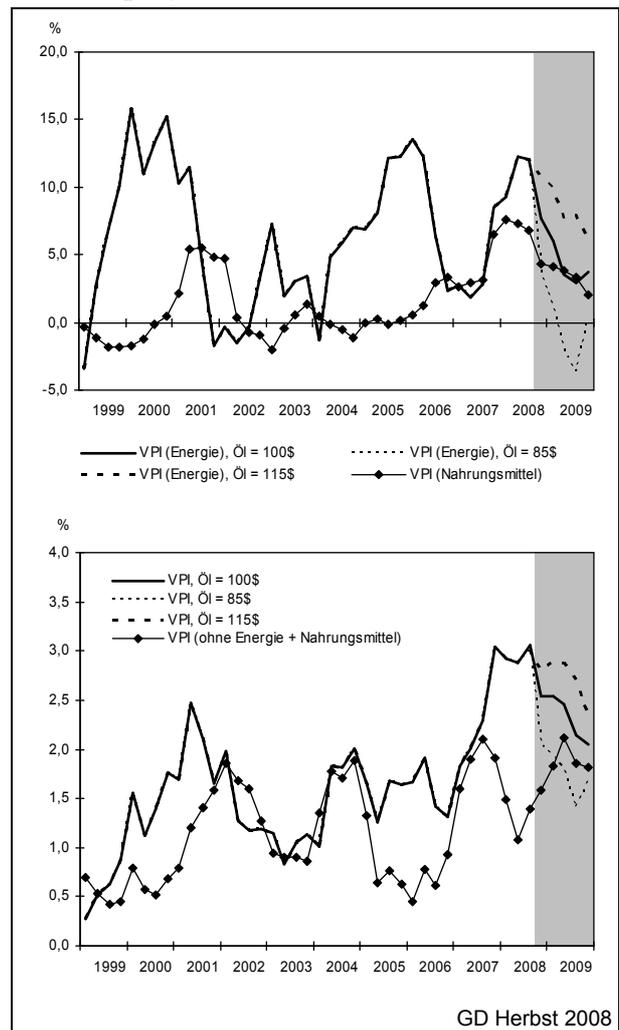 %
20,0
15,0
10,0
5,0
0,0
-5,0
1999 2000 2001 2002 2003 2004 2005 2006 2007 2008 2009
VPI (Energie), Öl = 100$ VPI (Energie), Öl = 85$
VPI (Energie), Öl = 115$ VPI (Nahrungsmittel)
%
4,0
3,5
3,0
2,5
2,0
1,5
1,0
0,5
0,0
VPI, Öl = 100$
VPI, Öl = 85$
VPI, Öl = 115$
VPI (ohne Energie + Nahrungsmittel)
1999 2000 2001 2002 2003 2004 2005 2006 2007 2008 2009
GD Herbst 2008